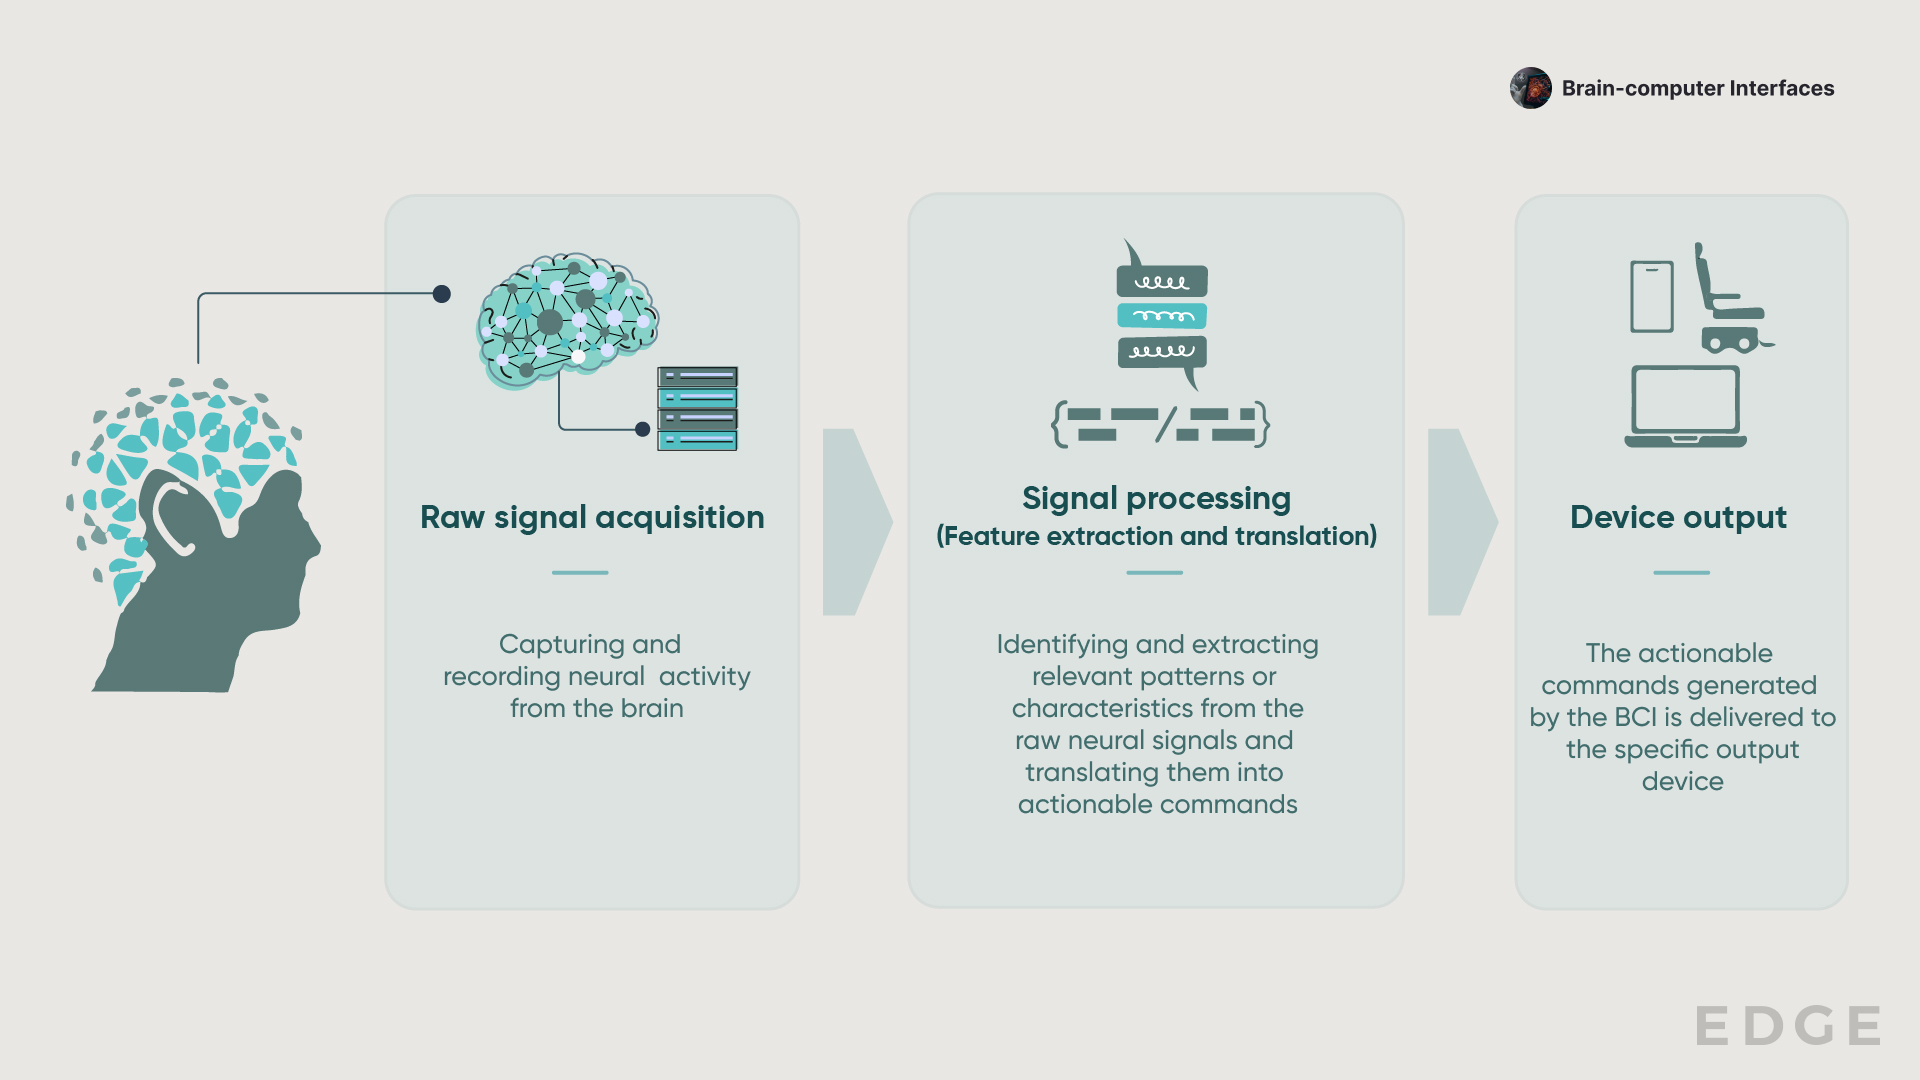 Brain-computer Interfaces
Raw signal acquisition
Capturing and
recording neural activity
from the brain
Signal processing
(Feature extraction and translation)
Identifying and extracting
relevant patterns or
characteristics from the
raw neural signals and
translating them into
actionable commands
Device output
The actionable
commands generated
by the BCI is delivered to
the specific output
device
EDGE